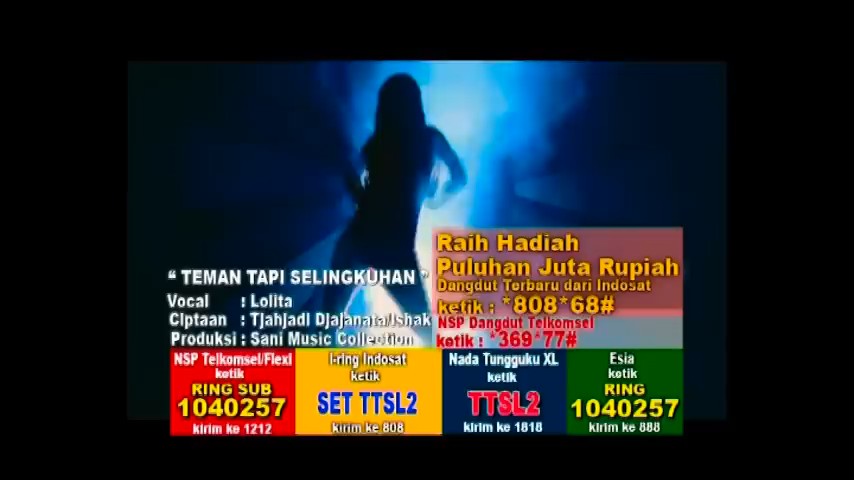 Raih Hadiah
Puluhan Juta Rupiah
Dangdut Terbaru dari Indosat
ketik : *808*68#
NSP Dangdut Telkomsel
ketik : *369*77#
“ TEMAN TAPI SELINGKUHAN ”
Vocal : Lolita
Ciptaan : Tjahjadi Djajanata/Ishak
Produksi : Sani Music Collection
NSP Telkomsel/Flexi
ketik
RING SUB
1040257
kirim ke 1212
I-ring Indosat
ketik
SET TTSL2
kirim ke 808
Nada Tungguku XL
ketik
TTSL2
kirim ke 1818
Esia
ketik
RING
1040257
kirim ke 888